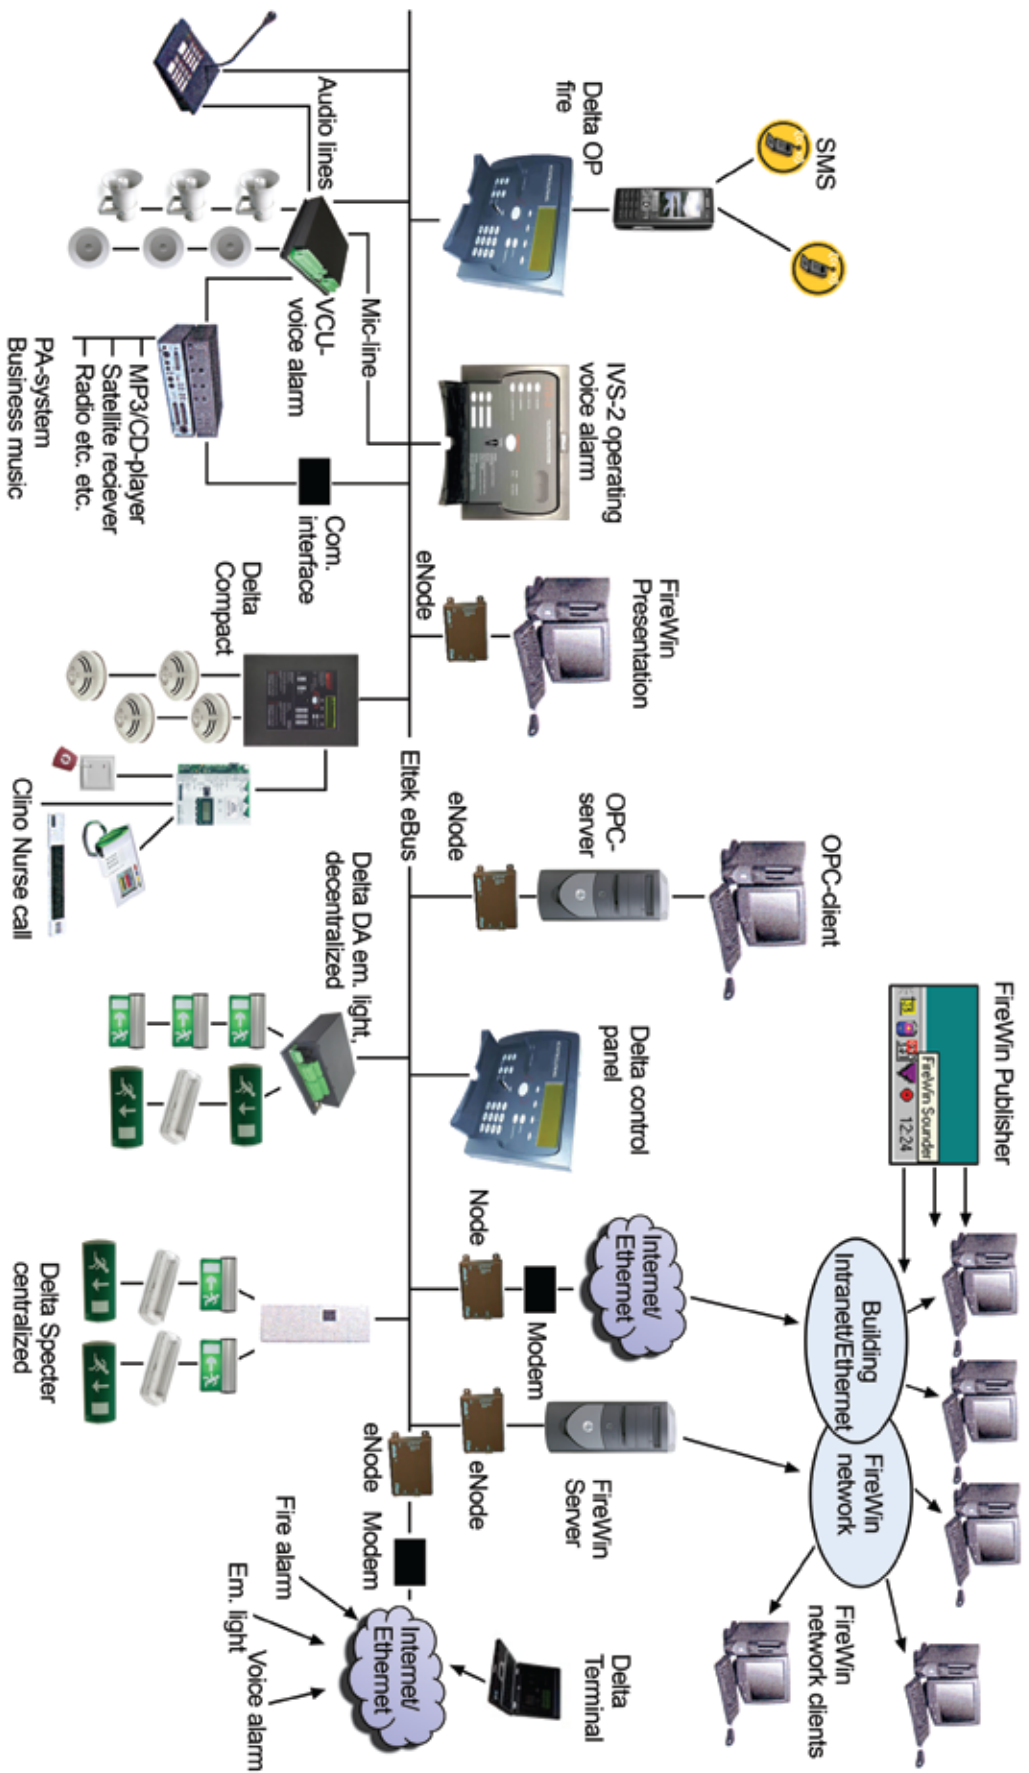 SMS
Delta OP
fire
Audio lines
VCU-
voice alarm
Mic-line
IVS-2 operating
voice alarm
MP3/CD-player
Satellite reciever
Radio etc. etc.
PA-system
Business music
Com.
interface
FireWin
Presentation
eNode
Delta
Compact
Clino Nurse call
Eltek eBus
OPC-client
OPC-
server
eNode
FireWin Publisher
FireWin Sounder
12:24
Delta control
panel
Delta DA em. light,
decentralized
Internet/
Ethernet
Building
Intranett/Ethernet
FireWin
network
Node
Modem
FireWin
Server
eNode
FireWin
network clients
Delta Specter
centralized
eNode
Modem
Internet/
Ethernet
Delta
Terminal
Fire alarm
Em. light
Voice alarm